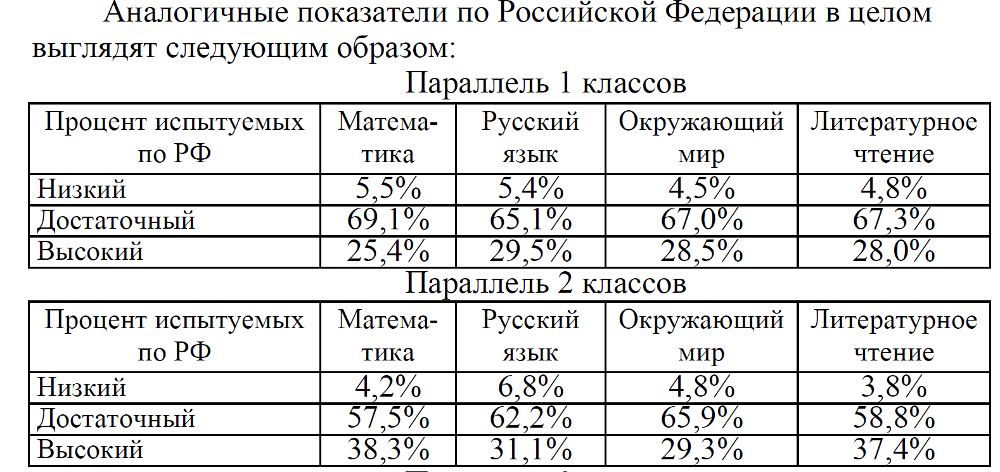 Аналогичные показатели по Российской Федерации в целом
выглядят следующим образом:
Параллель 1 классов
Процент испытуемых по РФ Матема-тика Русский язык Окружающий мир Литературное чтение
Низкий 5,5% 5,4% 4,5% 4,8%
Достаточный 69,1% 65,1% 67,0% 67,3%
Высокий 25,4% 29,5% 28,5% 28,0%
Параллель 2 классов
Процент испытуемых по РФ Матема-тика Русский язык Окружающий мир Литературное чтение
Низкий 4,2% 6,8% 4,8% 3,8%
Достаточный 57,5% 62,2% 65,9% 58,8%
Высокий 38,3% 31,1% 29,3% 37,4%